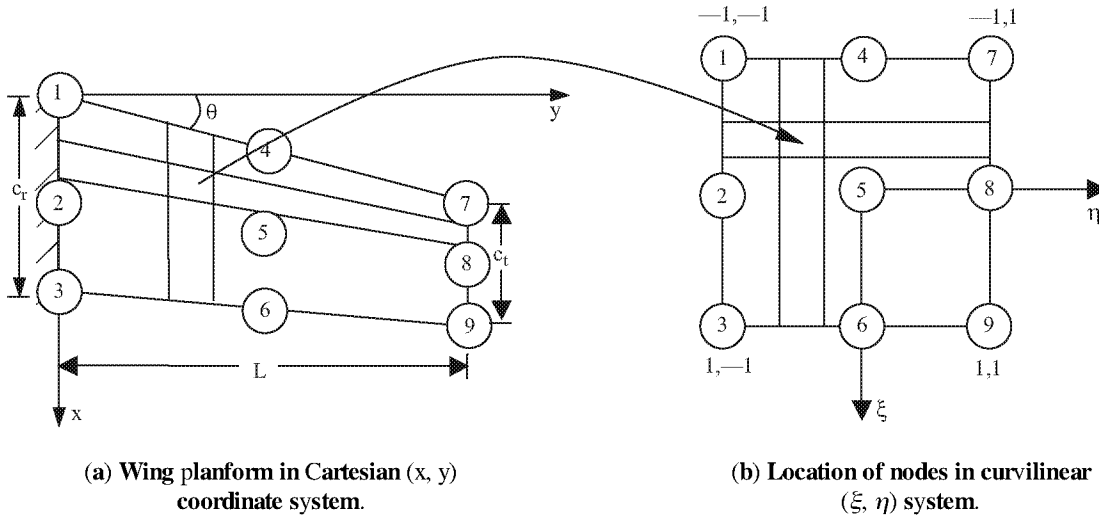 1
θ
y
c_r
2
3
4
5
6
7
8
9
c_t
L
x
(a) Wing planform in Cartesian (x, y)
coordinate system.
—1,—1
—1,1
1
4
7
2
5
8
η
3
6
9
1,—1
1,1
ξ
(b) Location of nodes in curvilinear
(ξ, η) system.